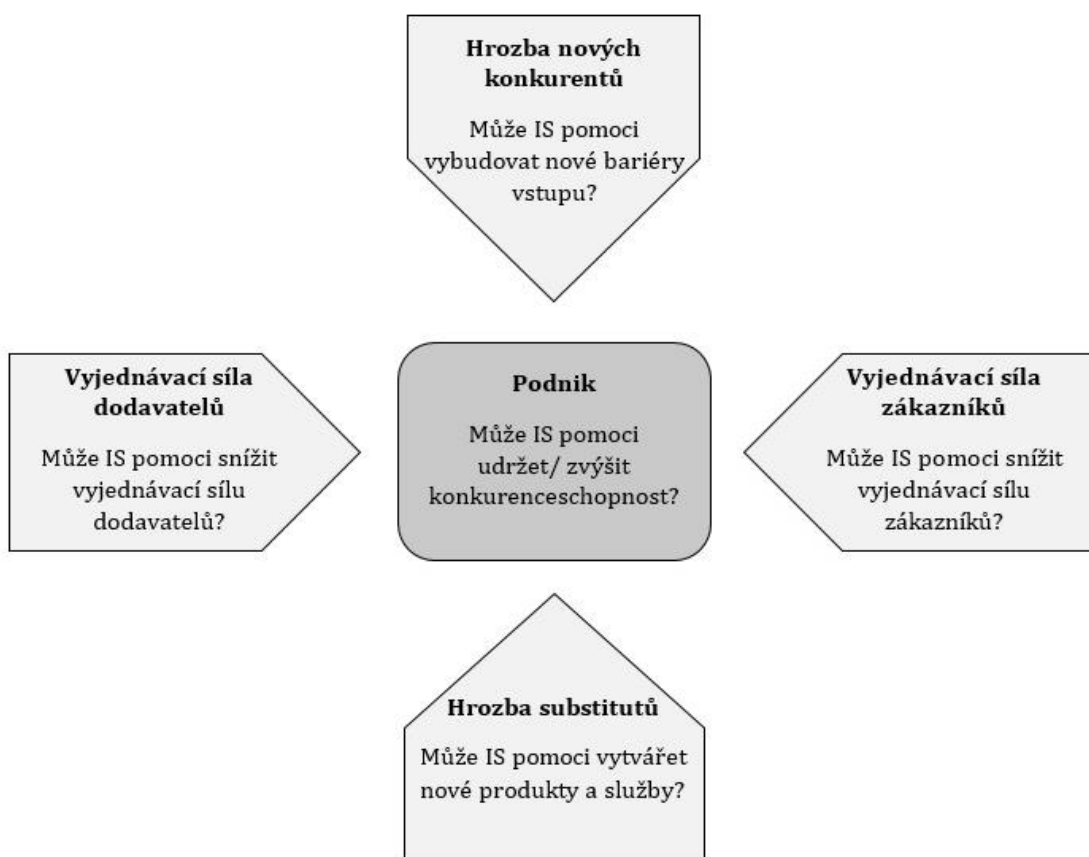 Hrozba nových
konkurentů
Může IS pomoci
vybudovat nové bariéry
vstupu?
Vyjednávací síla
dodavatelů
Může IS pomoci snížit
vyjednávací sílu
dodavatelů?
Podnik
Může IS pomoci
udržet/ zvýšit
konkurenceschopnost?
Vyjednávací síla
zákazníků
Může IS pomoci snížit
vyjednávací sílu
zákazníků?
Hrozba substitutů
Může IS pomoci vytvářet
nové produkty a služby?